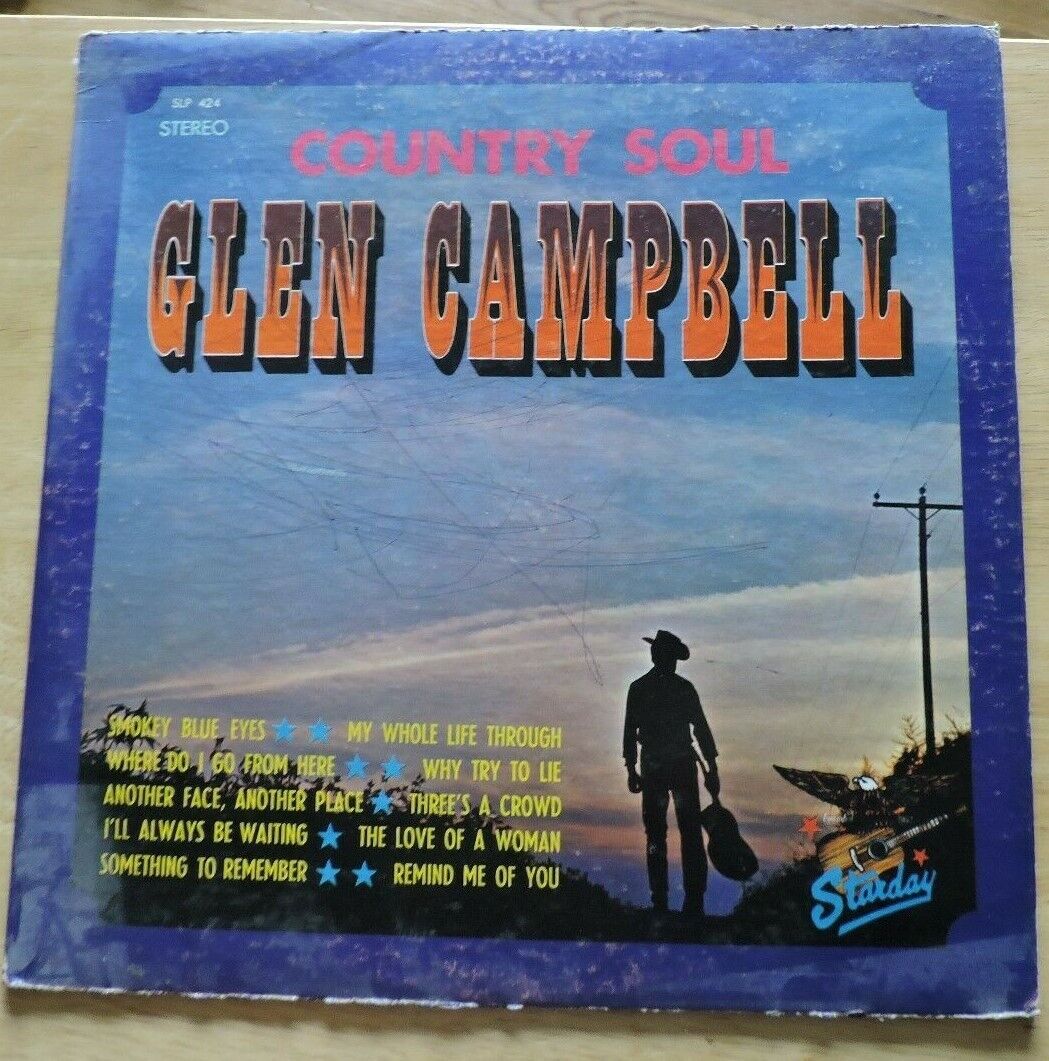 SLP 424
STEREO
COUNTRY SOUL
GLEN CAMPBELL
SMOKEY BLUE EYES ★ ★ MY WHOLE LIFE THROUGH
WHERE DO I GO FROM HERE ★ ★ WHY TRY TO LIE
ANOTHER FACE, ANOTHER PLACE ★ THREE'S A CROWD
I'LL ALWAYS BE WAITING ★ THE LOVE OF A WOMAN
SOMETHING TO REMEMBER ★ ★ REMIND ME OF YOU
Starday